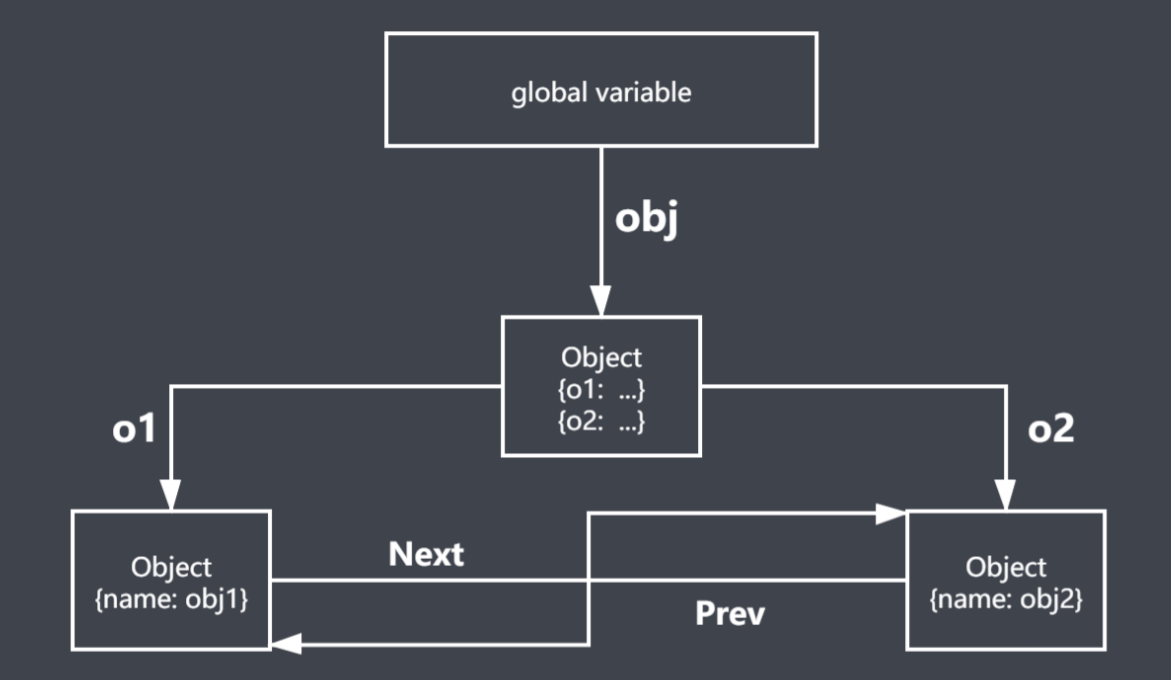 global variable
obj
Object
{o1:  ...}
{o2:  ...}
o1
o2
Next
Prev
Object
{name: obj1}
Object
{name: obj2}